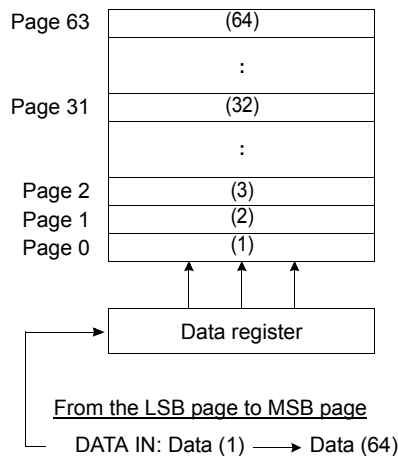 Page 63 (64)
:
Page 31 (32)
:
Page 2 (3)
Page 1 (2)
Page 0 (1)
Data register
From the LSB page to MSB page
DATA IN: Data (1) Data (64)